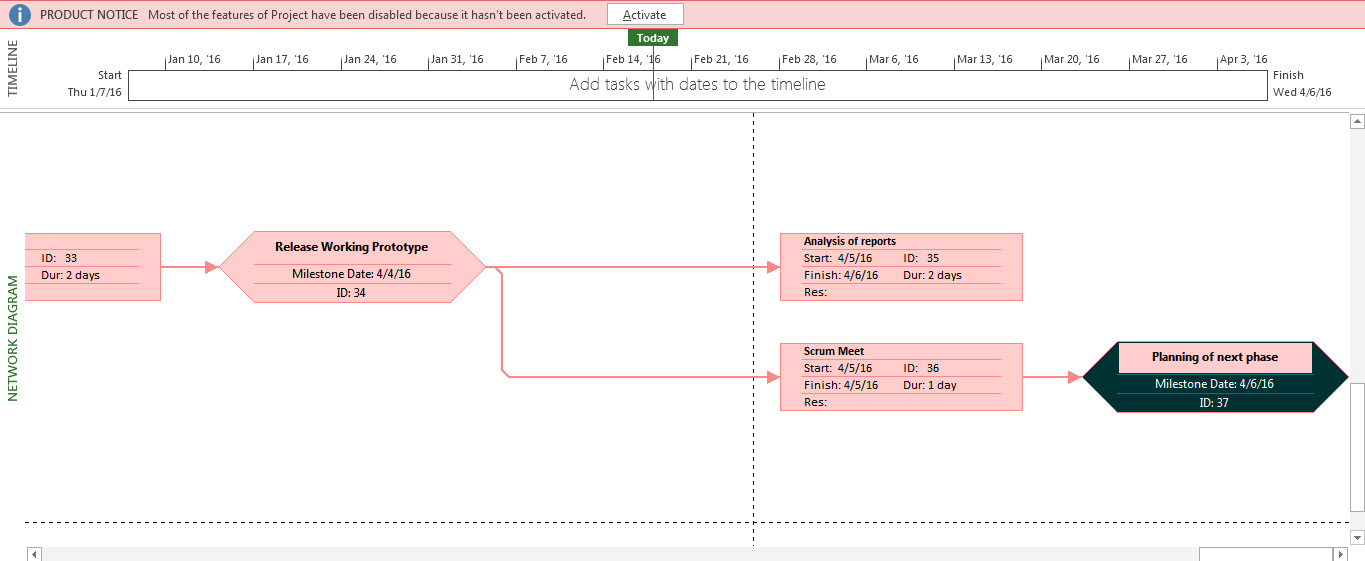 PRODUCT NOTICE Most of the features of Project have been disabled because it hasn't been activated. Activate
Today
TIMELINE
Jan 10, '16 Jan 17, '16 Jan 24, '16 Jan 31, '16 Feb 7, '16 Feb 14, '16 Feb 21, '16 Feb 28, '16 Mar 6, '16 Mar 13, '16 Mar 20, '16 Mar 27, '16 Apr 3, '16
Start
Thu 1/7/16
Add tasks with dates to the timeline
Finish
Wed 4/6/16
NETWORK DIAGRAM
ID: 33
Dur: 2 days
Release Working Prototype
Milestone Date: 4/4/16
ID: 34
Analysis of reports
Start: 4/5/16 ID: 35
Finish: 4/6/16 Dur: 2 days
Res:
Scrum Meet
Start: 4/5/16 ID: 36
Finish: 4/5/16 Dur: 1 day
Res:
Planning of next phase
Milestone Date: 4/6/16
ID: 37